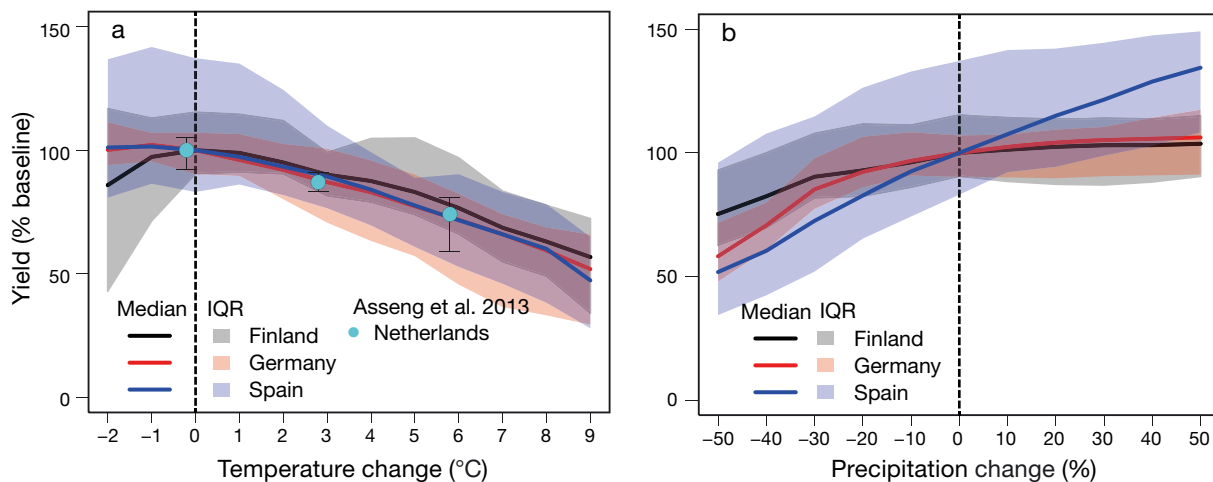 a
150
100
50
0
Yield (% baseline)
Median IQR
Finland
Germany
Spain
Asseng et al. 2013
Netherlands
−2 −1 0 1 2 3 4 5 6 7 8 9
Temperature change (°C)
b
150
100
50
0
Median IQR
Finland
Germany
Spain
−50 −40 −30 −20 −10 0 10 20 30 40 50
Precipitation change (%)